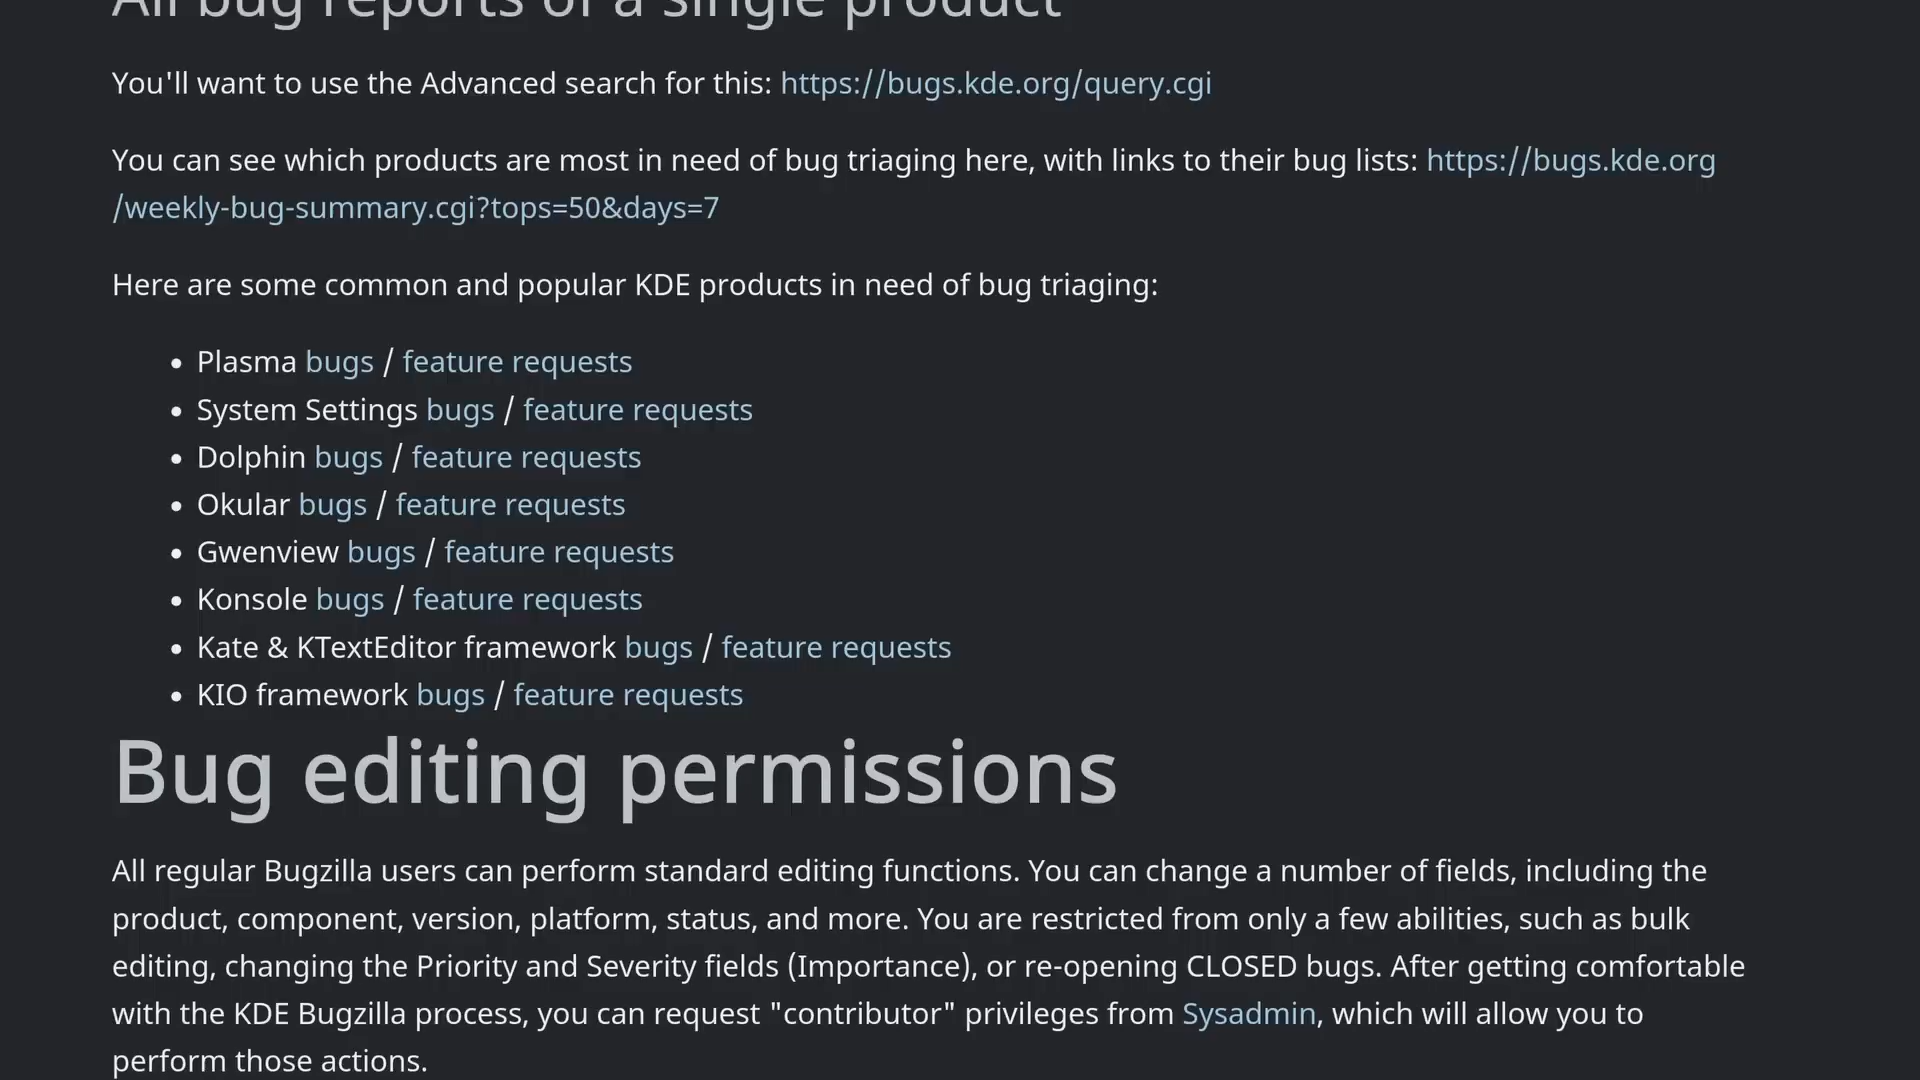 All bug reports of a single product
You'll want to use the Advanced search for this: https://bugs.kde.org/query.cgi
You can see which products are most in need of bug triaging here, with links to their bug lists: https://bugs.kde.org
/weekly-bug-summary.cgi?tops=50&days=7
Here are some common and popular KDE products in need of bug triaging:
• Plasma bugs / feature requests
• System Settings bugs / feature requests
• Dolphin bugs / feature requests
• Okular bugs / feature requests
• Gwenview bugs / feature requests
• Konsole bugs / feature requests
• Kate & KTextEditor framework bugs / feature requests
• KIO framework bugs / feature requests
Bug editing permissions
All regular Bugzilla users can perform standard editing functions. You can change a number of fields, including the
product, component, version, platform, status, and more. You are restricted from only a few abilities, such as bulk
editing, changing the Priority and Severity fields (Importance), or re-opening CLOSED bugs. After getting comfortable
with the KDE Bugzilla process, you can request "contributor" privileges from Sysadmin, which will allow you to
perform those actions.